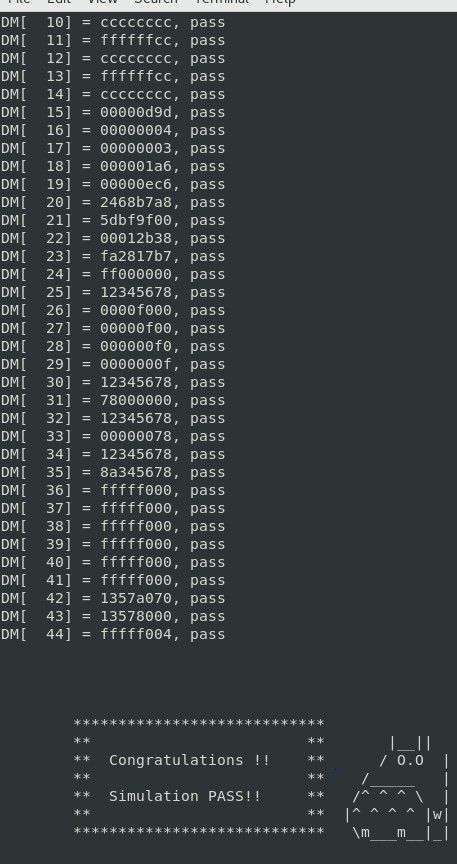 File Edit View Search Terminal Help
DM[  10] = cccccccc, pass
DM[  11] = ffffffcc, pass
DM[  12] = cccccccc, pass
DM[  13] = ffffffcc, pass
DM[  14] = cccccccc, pass
DM[  15] = 00000d9d, pass
DM[  16] = 00000004, pass
DM[  17] = 00000003, pass
DM[  18] = 000001a6, pass
DM[  19] = 00000ec6, pass
DM[  20] = 2468b7a8, pass
DM[  21] = 5dbf9f00, pass
DM[  22] = 00012b38, pass
DM[  23] = fa2817b7, pass
DM[  24] = ff000000, pass
DM[  25] = 12345678, pass
DM[  26] = 0000f000, pass
DM[  27] = 00000f00, pass
DM[  28] = 000000f0, pass
DM[  29] = 0000000f, pass
DM[  30] = 12345678, pass
DM[  31] = 78000000, pass
DM[  32] = 12345678, pass
DM[  33] = 00000078, pass
DM[  34] = 12345678, pass
DM[  35] = 8a345678, pass
DM[  36] = fffff000, pass
DM[  37] = fffff000, pass
DM[  38] = fffff000, pass
DM[  39] = fffff000, pass
DM[  40] = fffff000, pass
DM[  41] = fffff000, pass
DM[  42] = 1357a070, pass
DM[  43] = 13578000, pass
DM[  44] = fffff004, pass
        ****************************
        **                        **       |__||
        **  Congratulations !!    **      / O.O  |
        **                        **    /_____   |
        **  Simulation PASS!!     **   /^ ^ ^ \  |
        **                        **  |^ ^ ^ ^ |w|
        ****************************   \m___m__|_|